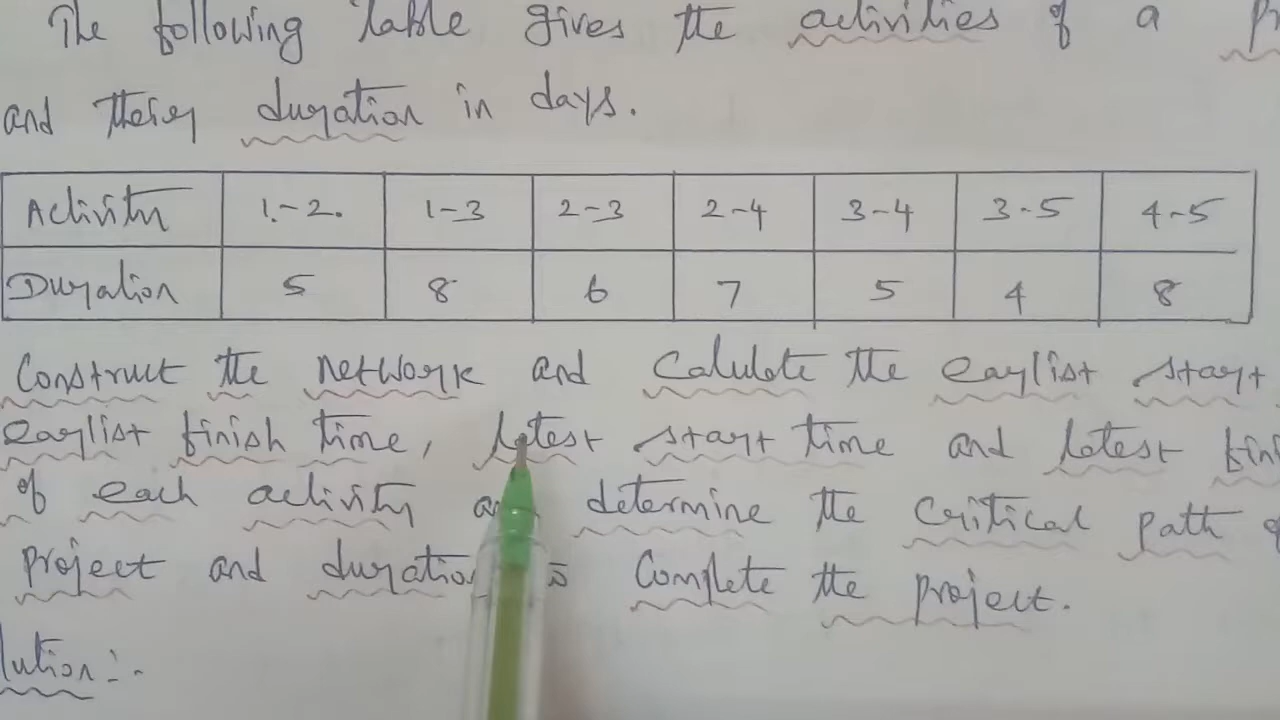 The following table gives the activities of a
and their duration in days.
Activity 1-2. 1-3 2-3 2-4 3-4 3-5 4-5
Duration 5 8 6 7 5 4 8
Construct the network and Calulate the earlist start
earlist finish time, latest start time and latest
of each activity determine the critical path
project and Complete the project.